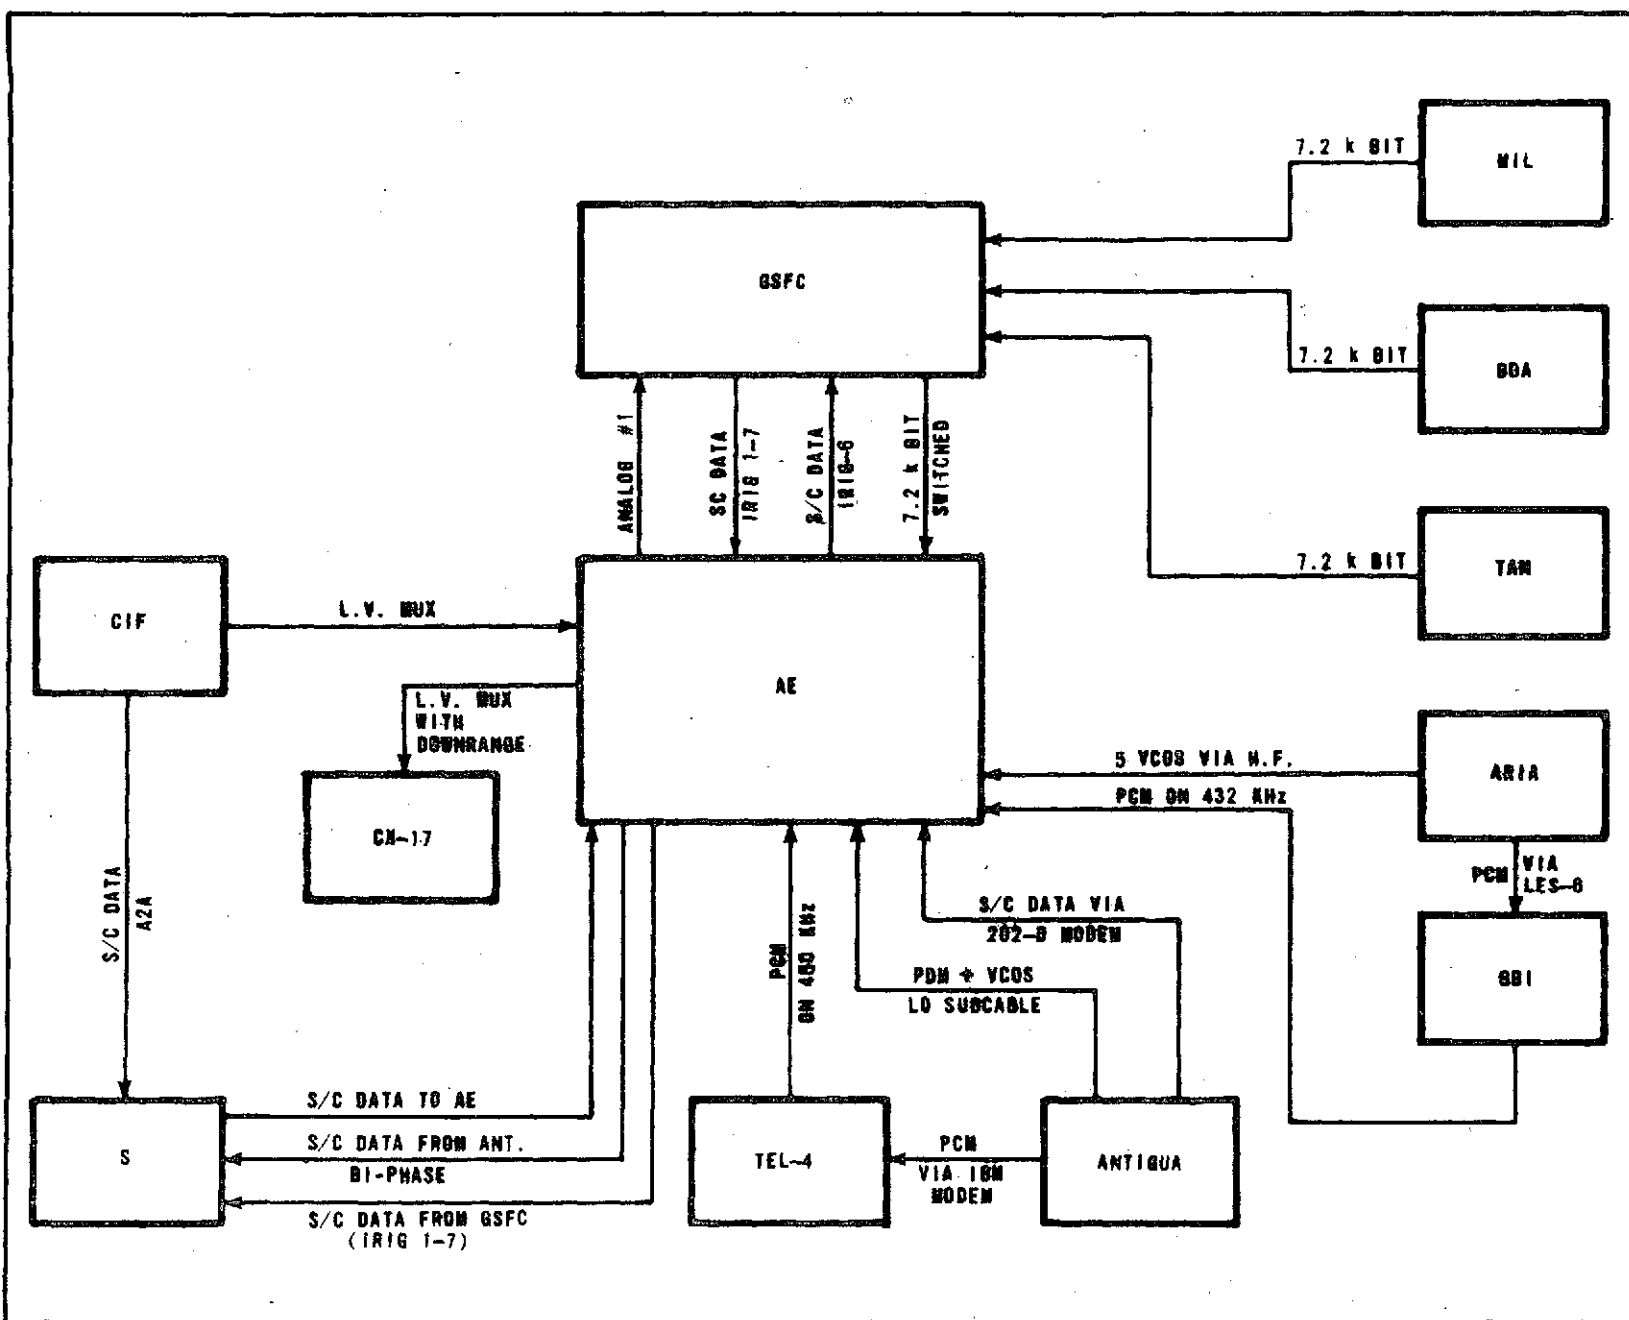 7.2 k BIT
MIL
GSFC
7.2 k BIT
BDA
ANALOG #1
SC DATA
IRIG 1-7
S/C DATA
IRIG-6
7.2 k BIT
SWITCHED
7.2 k BIT
TAN
CIF
L.V. MUX
AE
L.V. MUX
WITH
DOWNRANGE
5 VCOS VIA H.F.
ARIA
PCM ON 432 KHz
CX-17
PCM
VIA
LES-6
S/C DATA
A2A
PCM
ON 450 KHz
S/C DATA VIA
202-D MODEM
GBI
PDM + VCOS
LO SUBCABLE
S/C DATA TO AE
S
S/C DATA FROM ANT.
BI-PHASE
S/C DATA FROM GSFC
(IRIG 1-7)
TEL-4
PCM
VIA IBM
MODEM
ANTIGUA